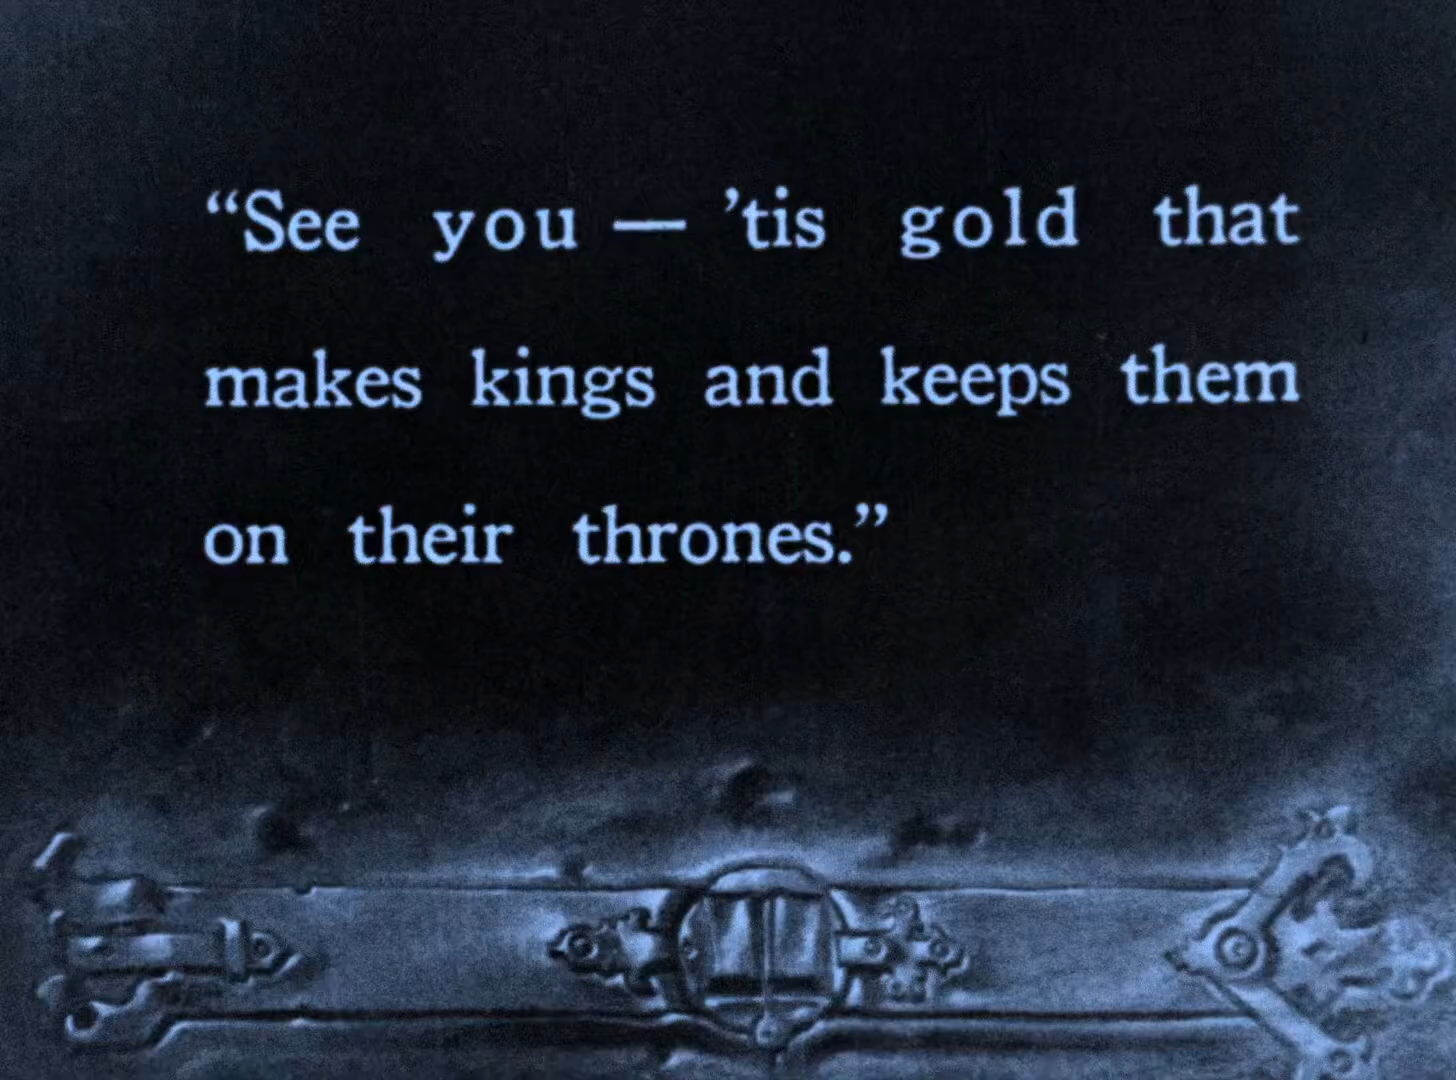 “See you — ’tis gold that
makes kings and keeps them
on their thrones.”